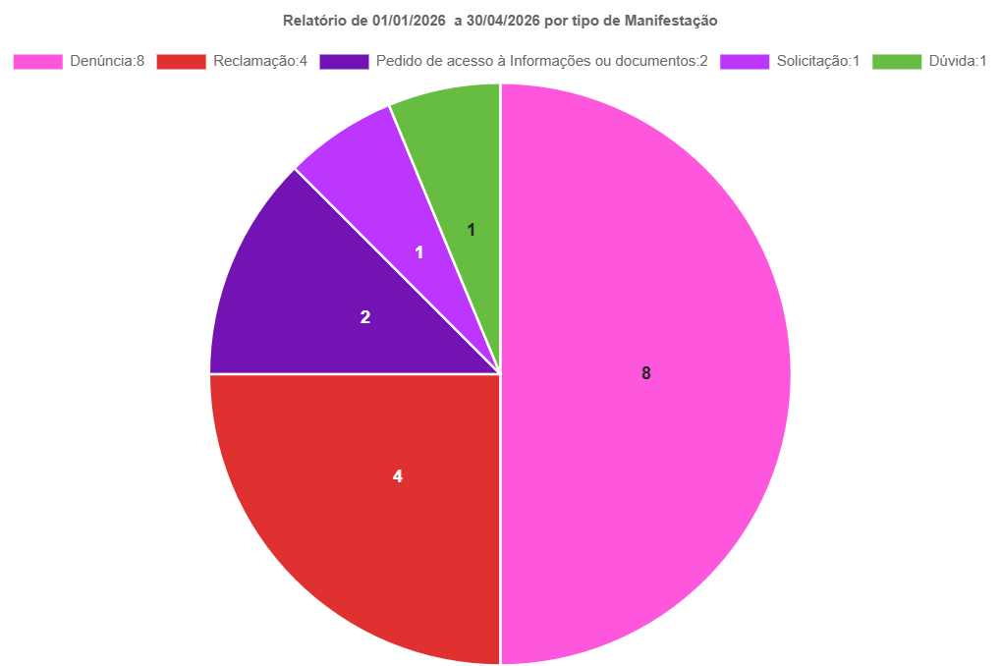 Relatório de 01/01/2026  a 30/04/2026 por tipo de Manifestação
Denúncia:8 Reclamação:4 Pedido de acesso à Informações ou documentos:2 Solicitação:1 Dúvida:1
1
1
2
8
4